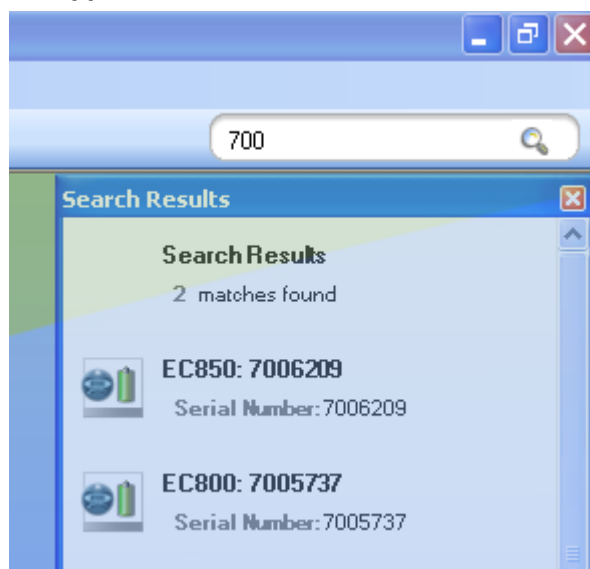 700
Search Results
Search Results
2 matches found
EC850: 7006209
Serial Number: 7006209
EC800: 7005737
Serial Number: 7005737